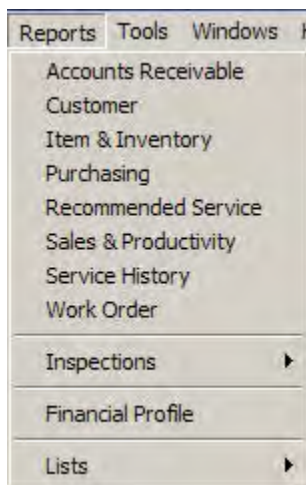 Reports Tools Windows
Accounts Receivable
Customer
Item & Inventory
Purchasing
Recommended Service
Sales & Productivity
Service History
Work Order
Inspections
Financial Profile
Lists